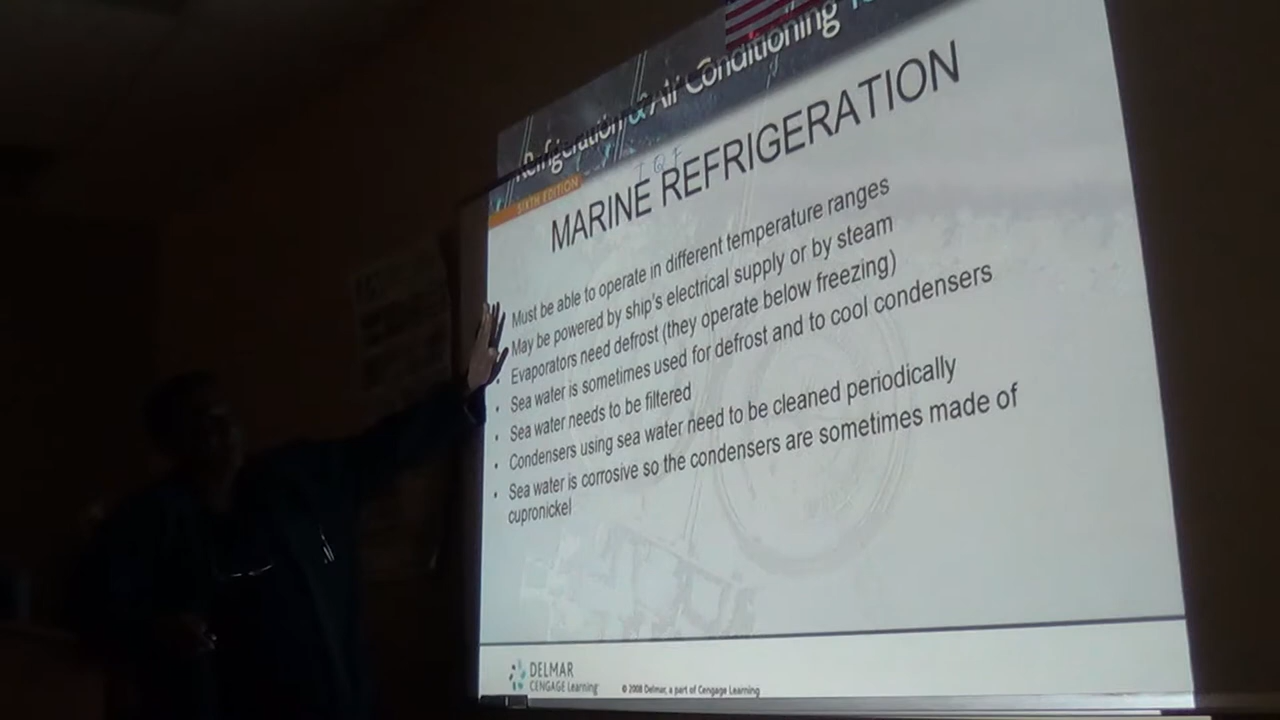 Refrigeration & Air Conditioning
SIXTH EDITION
IQF
MARINE REFRIGERATION
Must be able to operate in different temperature ranges
May be powered by ship's electrical supply or by steam
Evaporators need defrost (they operate below freezing)
• Sea water is sometimes used for defrost and to cool condensers
• Sea water needs to be filtered
• Condensers using sea water need to be cleaned periodically
• Sea water is corrosive so the condensers are sometimes made of
cupronickel
DELMAR
CENGAGE Learning
© 2008 Delmar, a part of Cengage Learning